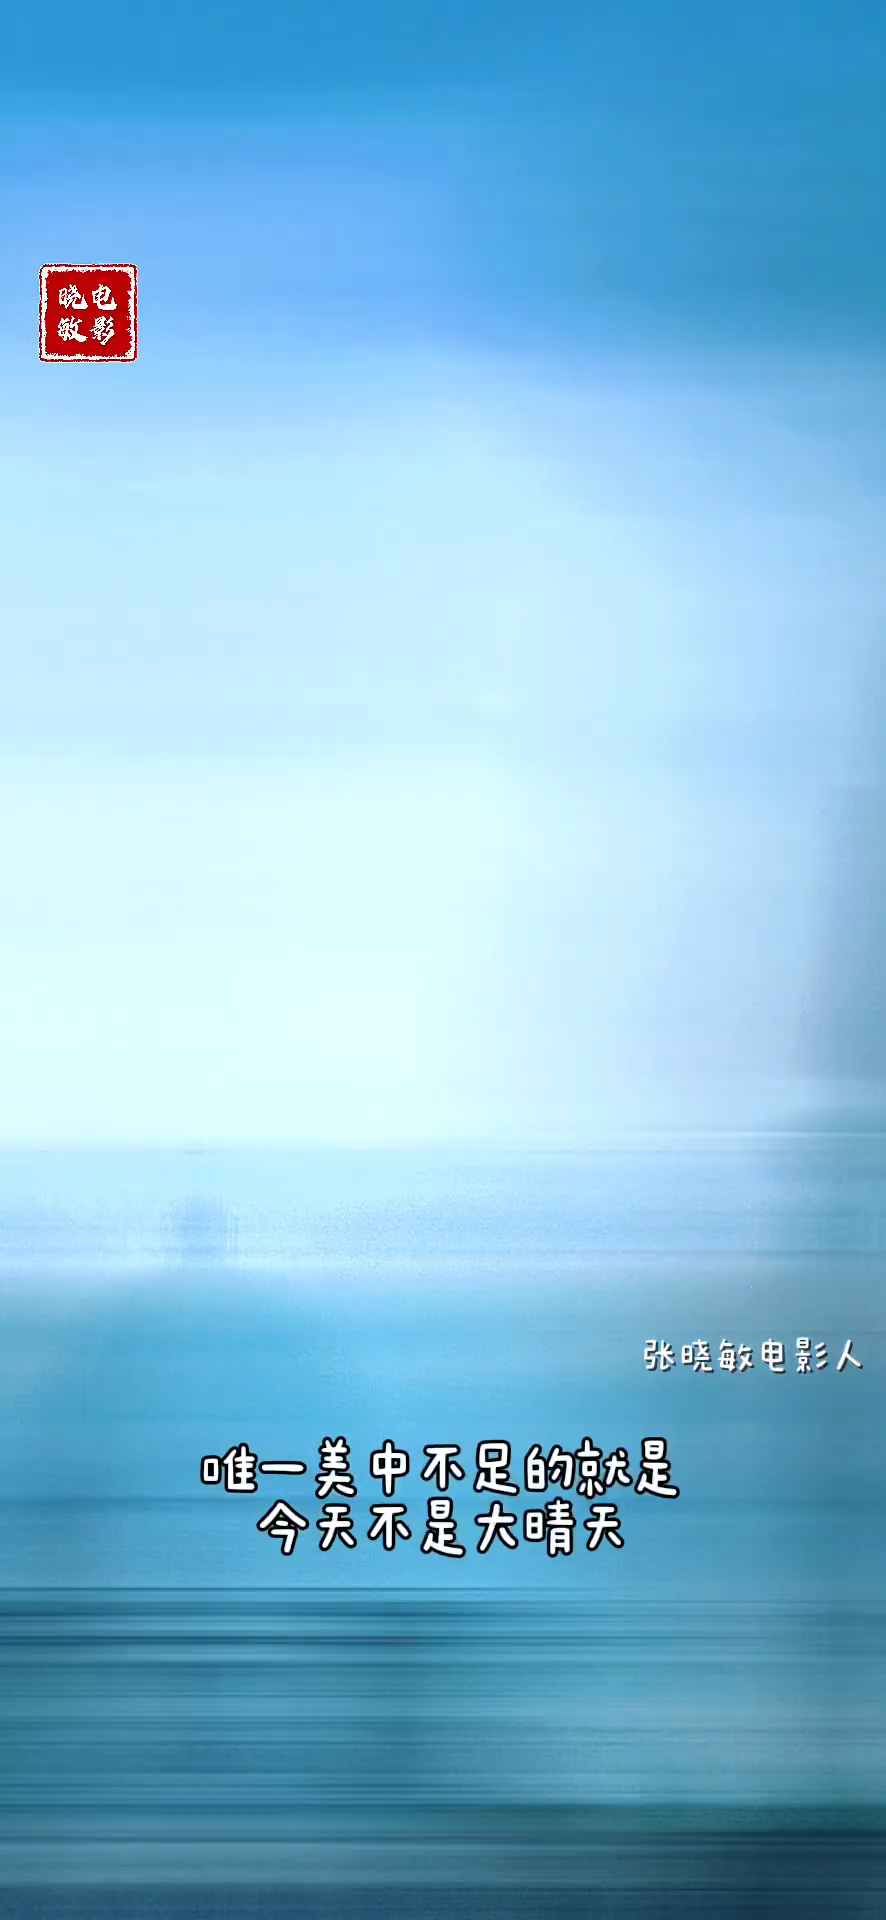 晓电
敏影
张晓敏电影人
唯一美中不足的就是
今天不是大晴天